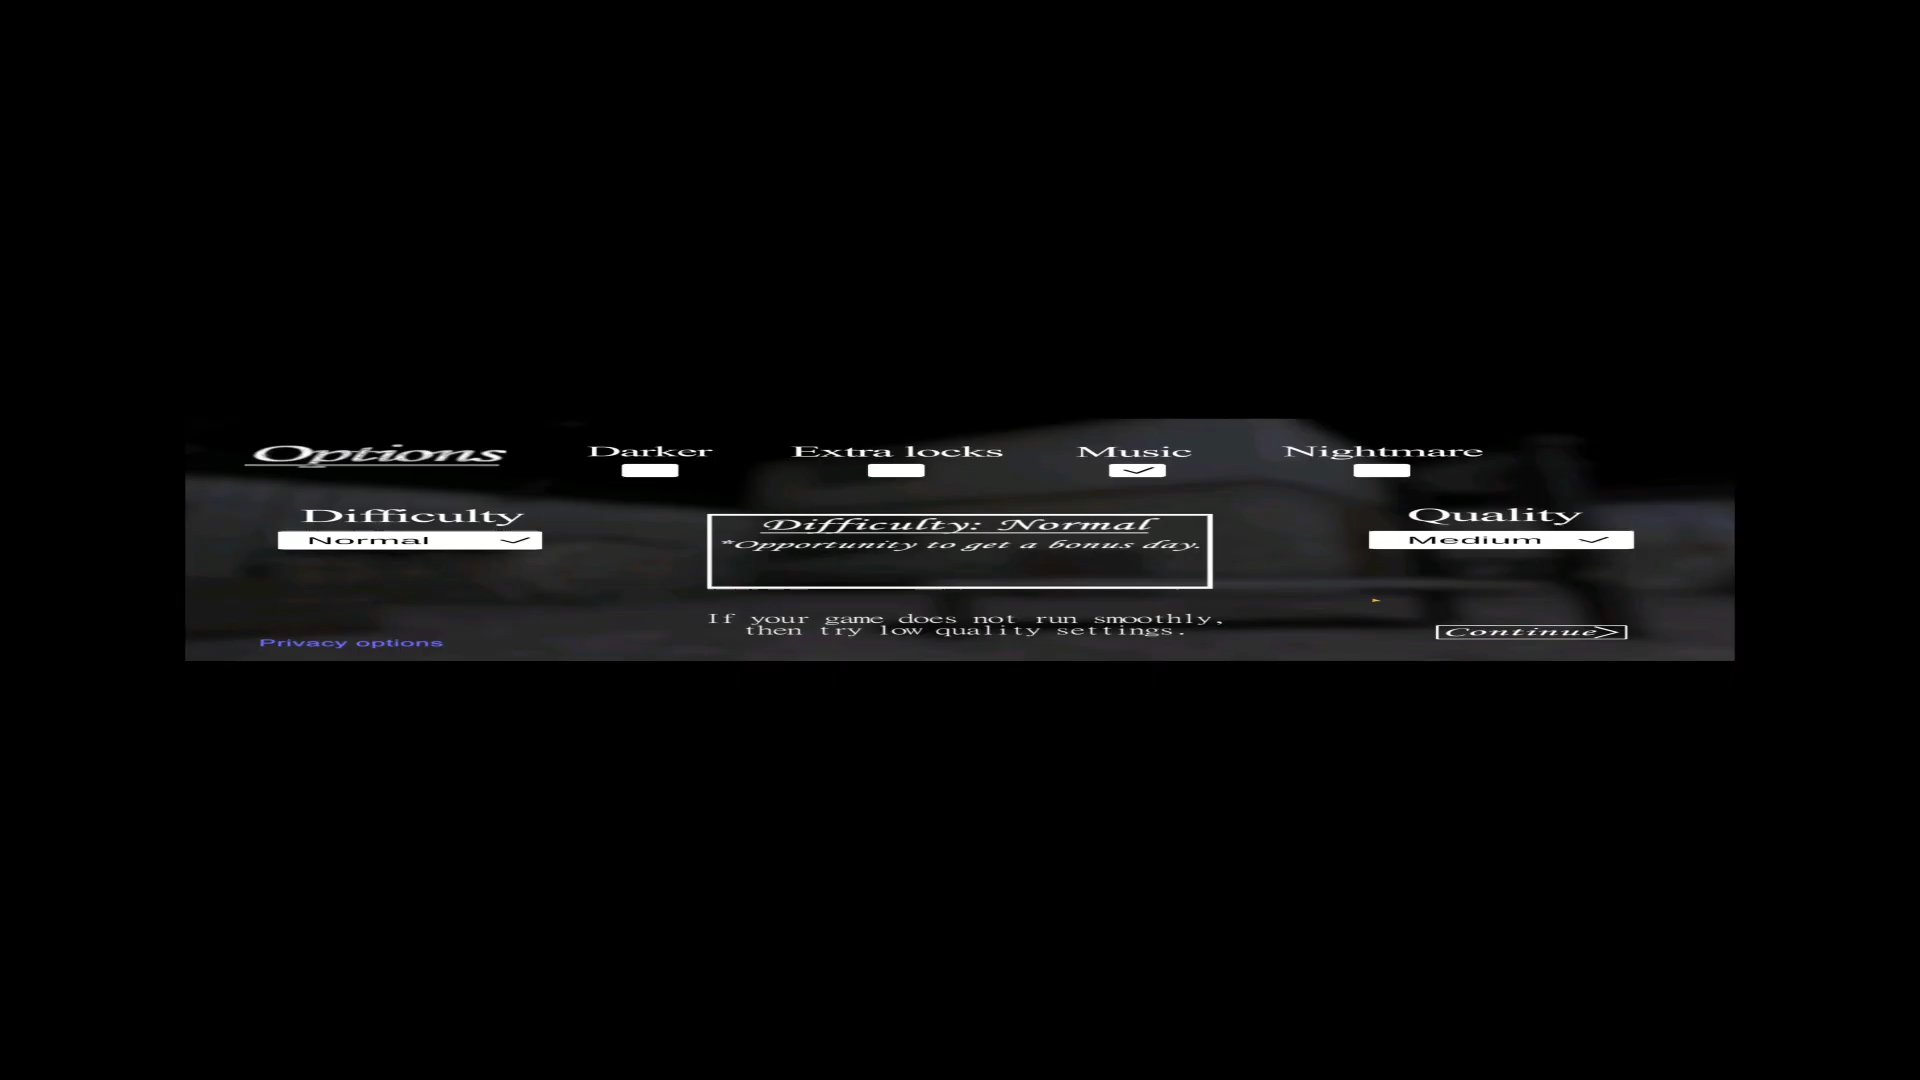 Options
Darker
Extra locks
Music
Nightmare
Difficulty
Normal
Difficulty: Normal
*Opportunity to get a bonus day.
Quality
Medium
If your game does not run smoothly,
then try low quality settings.
Privacy options
Continue>